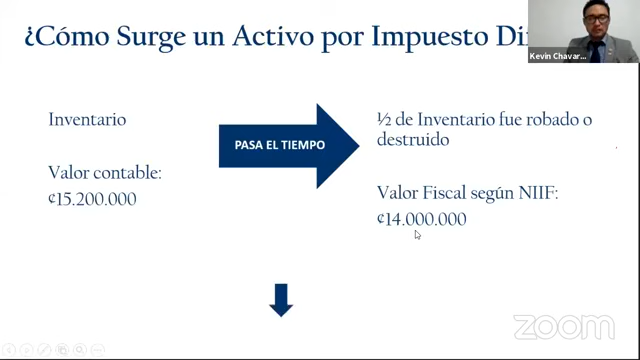 ¿Cómo Surge un Activo por Impuesto Di
Kevin Chavar...
Inventario
PASA EL TIEMPO
½ de Inventario fue robado o
destruido
Valor contable:
¢15.200.000
Valor Fiscal según NIIF:
¢14.000.000
zoom